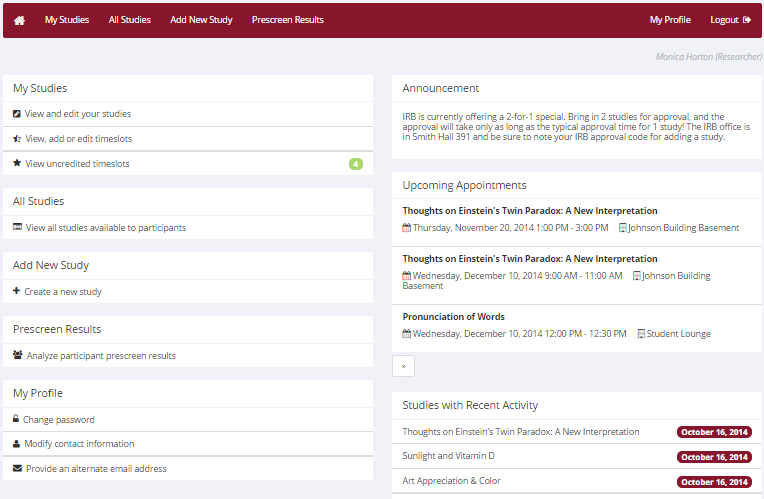 My Studies All Studies Add New Study Prescreen Results My Profile Logout
Monica Horton (Researcher)
My Studies
View and edit your studies
View, add or edit timeslots
View uncredited timeslots 4
All Studies
View all studies available to participants
Add New Study
Create a new study
Prescreen Results
Analyze participant prescreen results
My Profile
Change password
Modify contact information
Provide an alternate email address
Announcement
IRB is currently offering a 2-for-1 special. Bring in 2 studies for approval, and the
approval will take only as long as the typical approval time for 1 study! The IRB office is
in Smith Hall 391 and be sure to note your IRB approval code for adding a study.
Upcoming Appointments
Thoughts on Einstein's Twin Paradox: A New Interpretation
Thursday, November 20, 2014 1:00 PM - 3:00 PM Johnson Building Basement
Thoughts on Einstein's Twin Paradox: A New Interpretation
Wednesday, December 10, 2014 9:00 AM - 11:00 AM Johnson Building
Basement
Pronunciation of Words
Wednesday, December 10, 2014 12:00 PM - 12:30 PM Student Lounge
»
Studies with Recent Activity
Thoughts on Einstein's Twin Paradox: A New Interpretation October 16, 2014
Sunlight and Vitamin D October 16, 2014
Art Appreciation & Color October 16, 2014